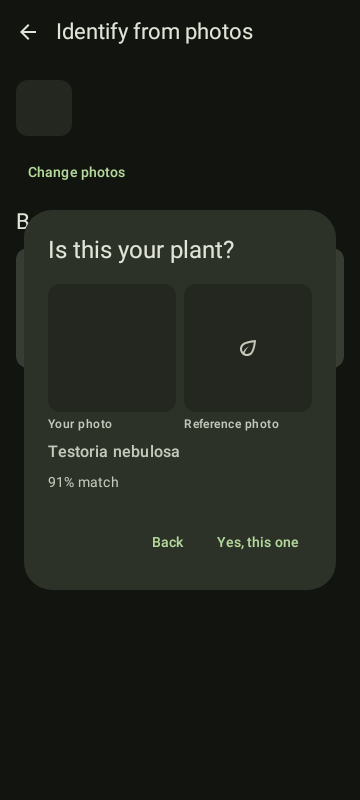 Identify from photos
Change photos
B
Is this your plant?
Your photo
Reference photo
Testoria nebulosa
91% match
Back
Yes, this one